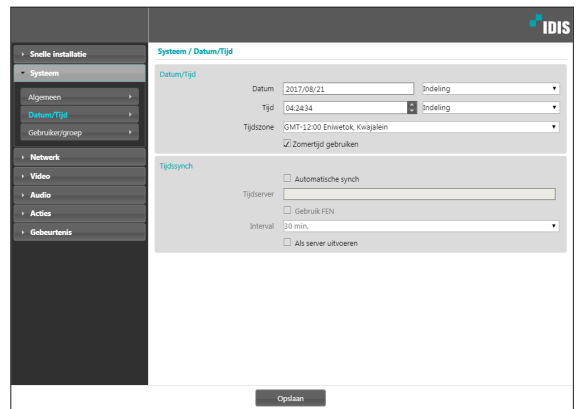 IDIS
Snelle installatie
Systeem
Algemeen
Datum/Tijd
Gebruiker/groep
Netwerk
Video
Audio
Acties
Gebeurtenis
Systeem / Datum/Tijd
Datum/Tijd
Datum 2017/08/21 Indeling
Tijd 04:2434 Indeling
Tijdszone GMT-12:00 Eniwetok, Kwajalein
Zomertijd gebruiken
Tijdssynch
Automatische synch
Tijdserver
Gebruik FEN
Interval 30 min.
Als server uitvoeren
Opslaan